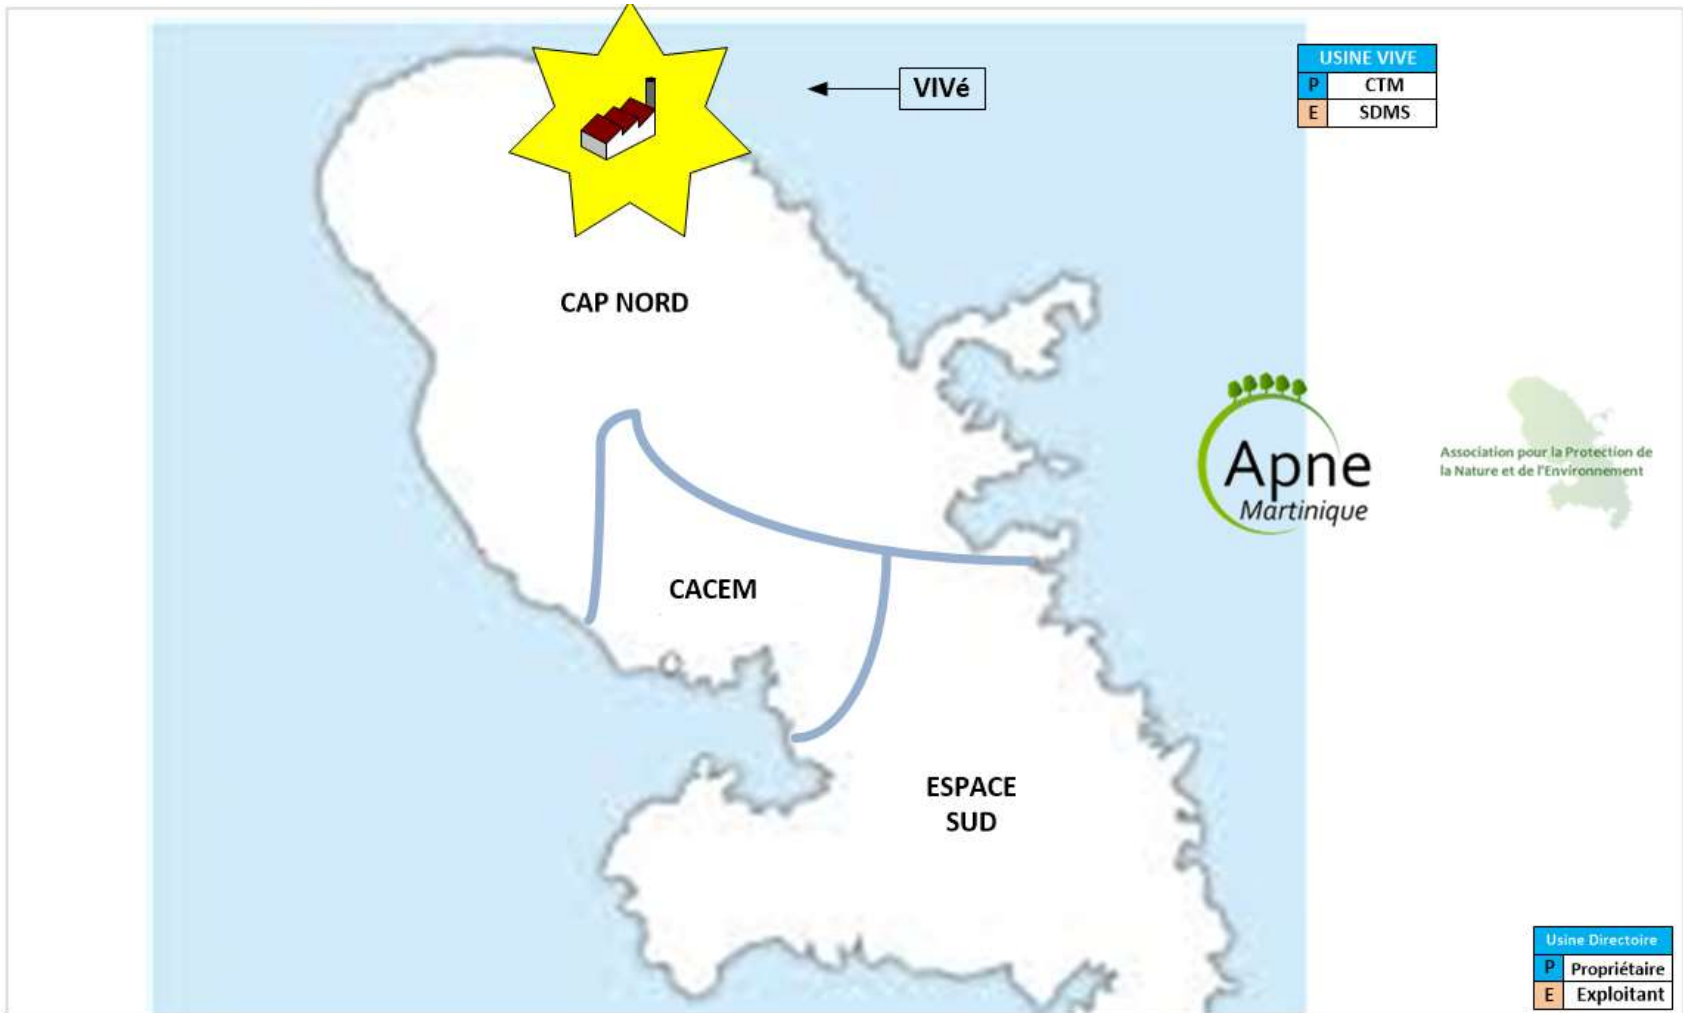 VIVé
USINE VIVE
P CTM
E SDMS
CAP NORD
Apne
Martinique
Association pour la Protection de
la Nature et de l'Environnement
CACEM
ESPACE
SUD
Usine Directoire
P Propriétaire
E Exploitant